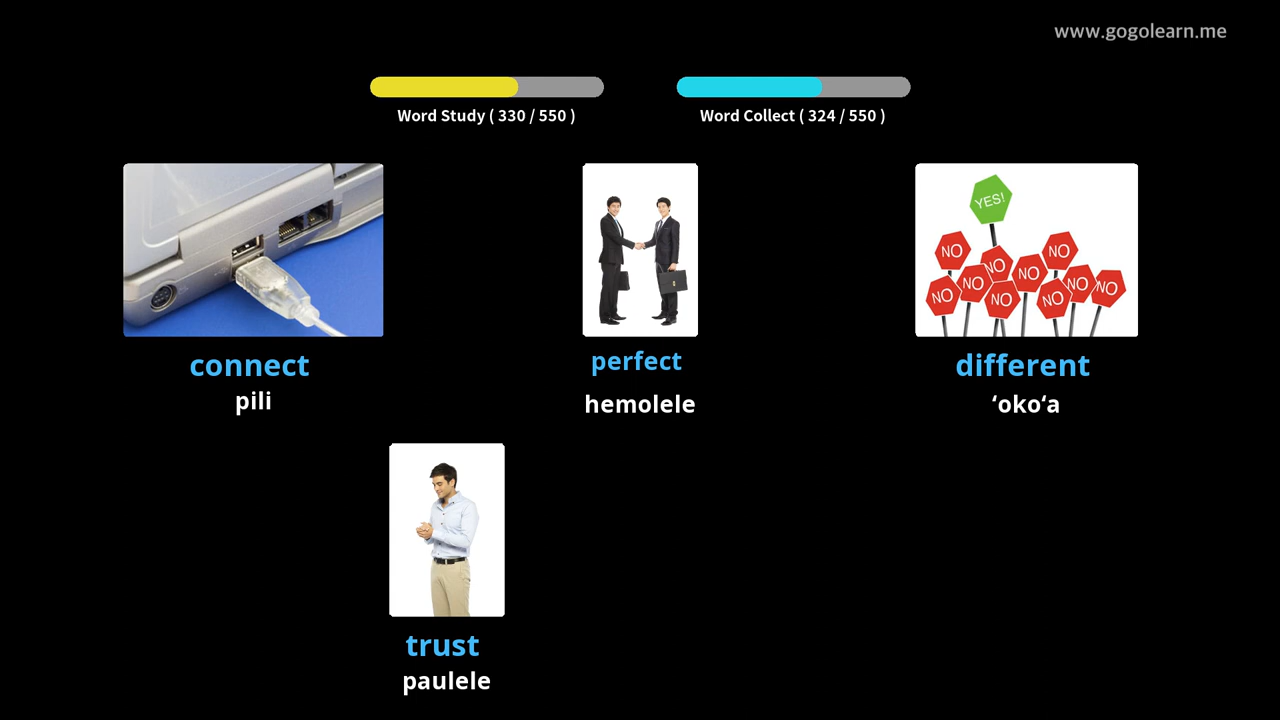 www.gogolearn.me
Word Study ( 330 / 550 )
Word Collect ( 324 / 550 )
YES!
NO
NO
NO
NO
NO
NO
NO
NO
NO
NO
connect
pili
perfect
hemolele
different
ʻokoʻa
trust
paulele